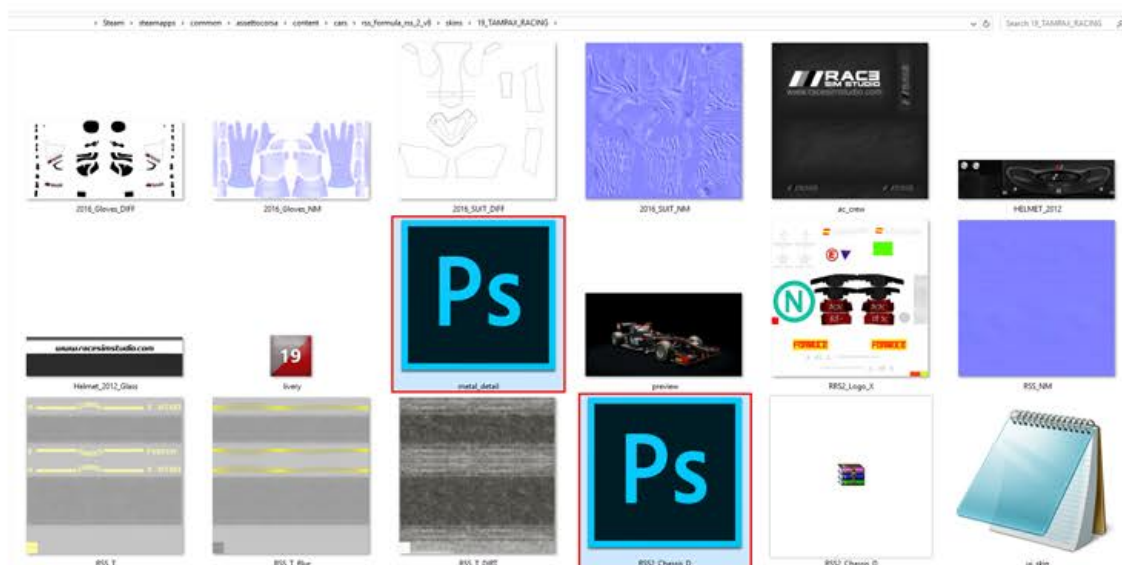 Steam › steamapps › common › assettocorsa › content › cars › rss_formula_rss_2_v8 › skins › 19_TAMPAX_RACING ›
Search 19_TAMPAX_RACING
RACE
SIM STUDIO
www.racesimstudio.com
2016_Gloves_DIFF
2016_Gloves_NM
2016_SUIT_DIFF
2016_SUIT_NM
ac_crew
HELMET_2012
www.racesimstudio.com
19
Ps
N
Helmet_2012_Glass
livery
metal_detail
preview
RRS2_Logo_X
RSS_NM
Ps
RSS_T
RSS_T_Blur
RSS_T_DIRT
RSS2_Chassis_D
RSS2_Chassis_D
ui_skin